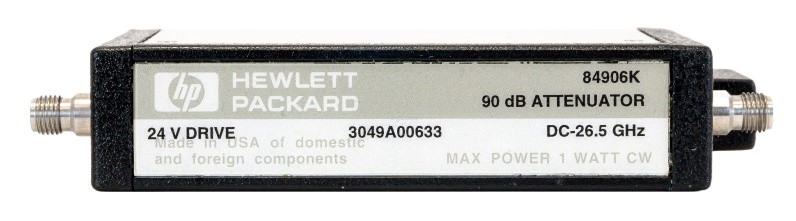 hp HEWLETT PACKARD 84906K
90 dB ATTENUATOR
24 V DRIVE 3049A00633 DC-26.5 GHz
Made in USA of domestic
and foreign components MAX POWER 1 WATT CW